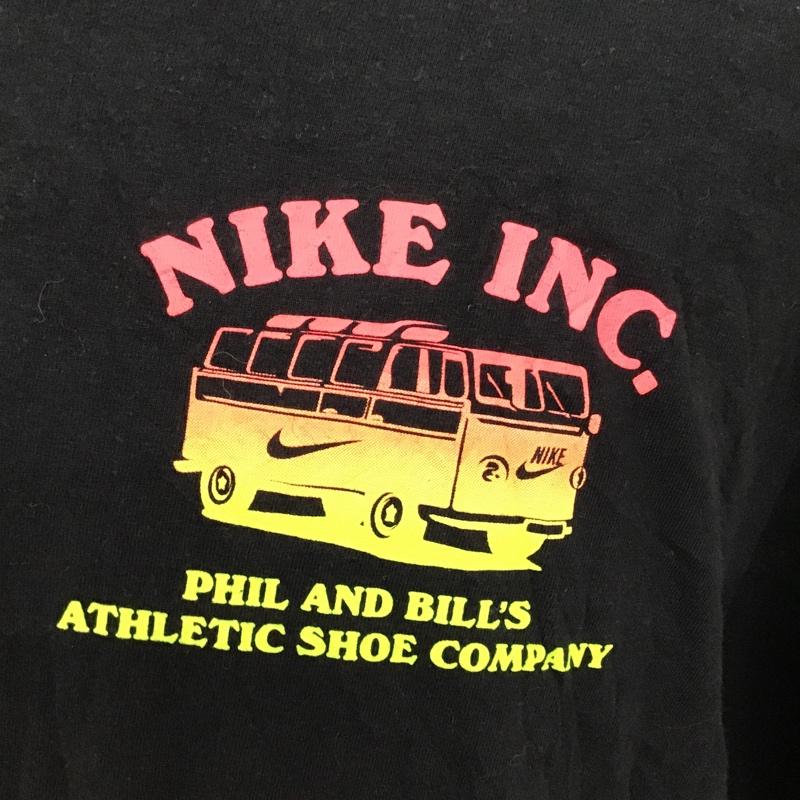 NIKE INC.
NIKE
PHIL AND BILL'S
ATHLETIC SHOE COMPANY